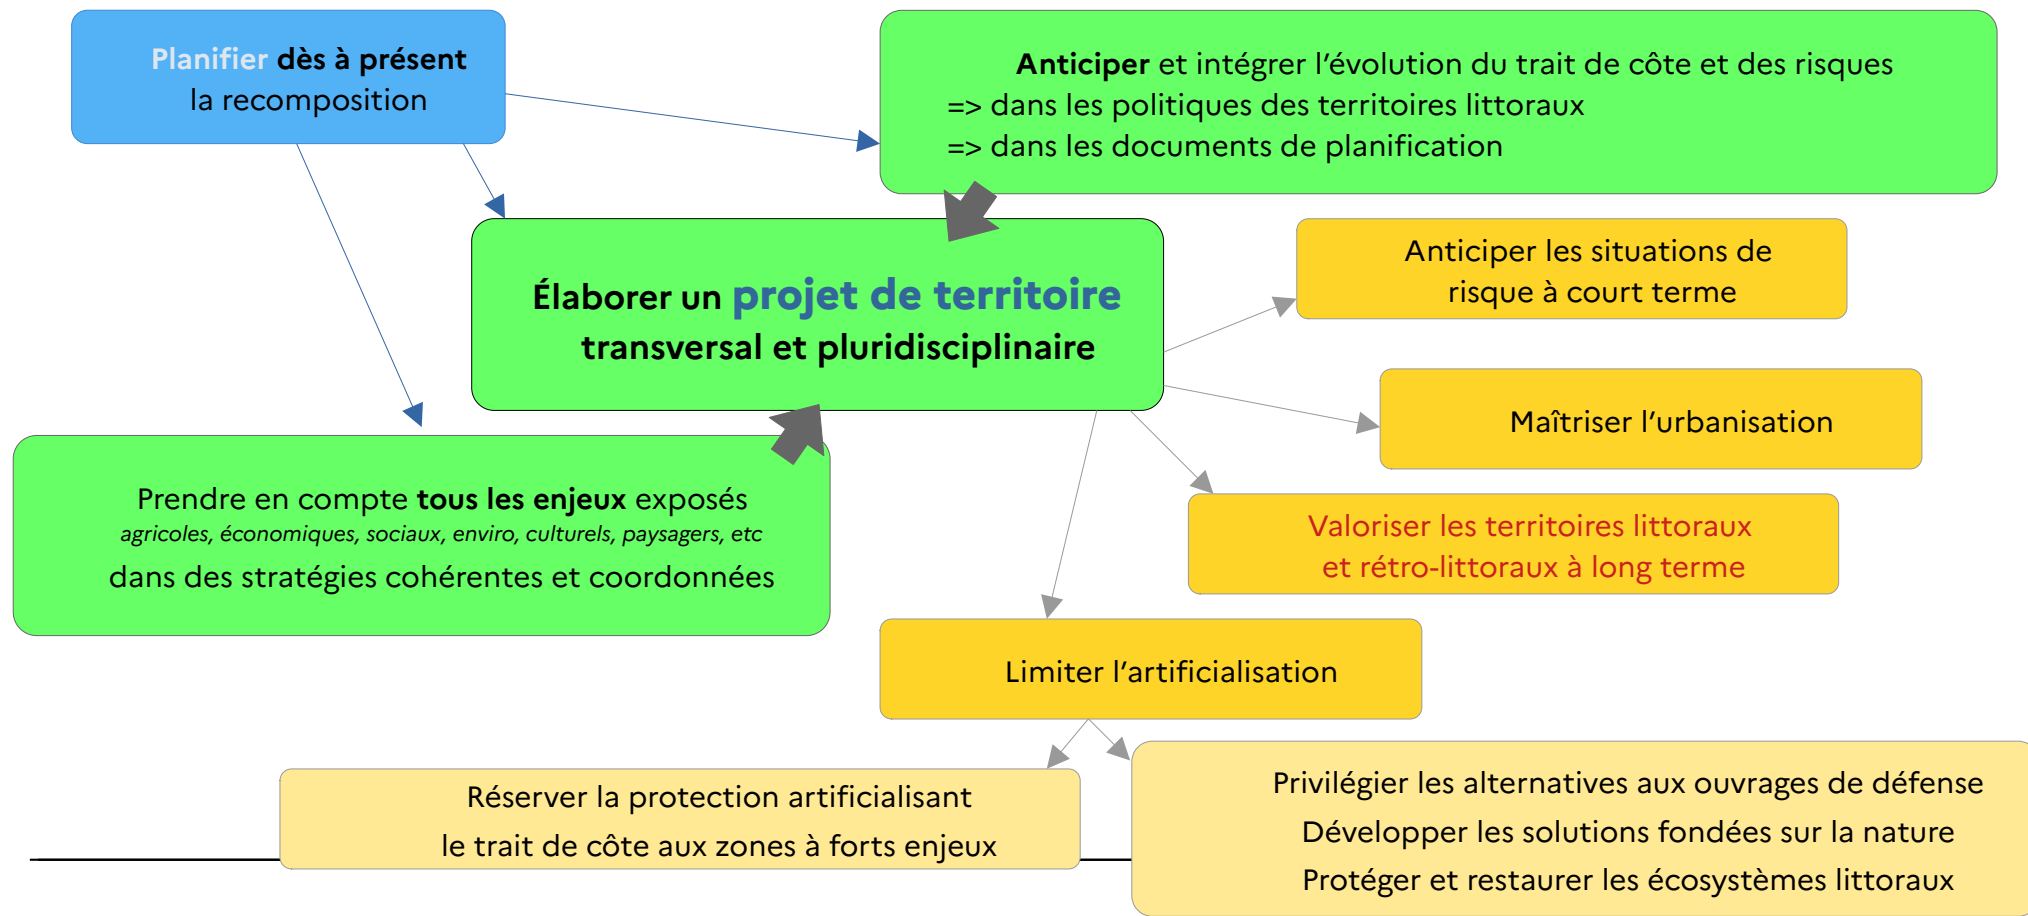 Planifier dès à présent
la recomposition
Anticiper et intégrer l’évolution du trait de côte et des risques
=> dans les politiques des territoires littoraux
=> dans les documents de planification
Élaborer un projet de territoire
transversal et pluridisciplinaire
Anticiper les situations de
risque à court terme
Maîtriser l’urbanisation
Prendre en compte tous les enjeux exposés
agricoles, économiques, sociaux, enviro, culturels, paysagers, etc
dans des stratégies cohérentes et coordonnées
Valoriser les territoires littoraux
et rétro-littoraux à long terme
Limiter l’artificialisation
Réserver la protection artificialisant
le trait de côte aux zones à forts enjeux
Privilégier les alternatives aux ouvrages de défense
Développer les solutions fondées sur la nature
Protéger et restaurer les écosystèmes littoraux